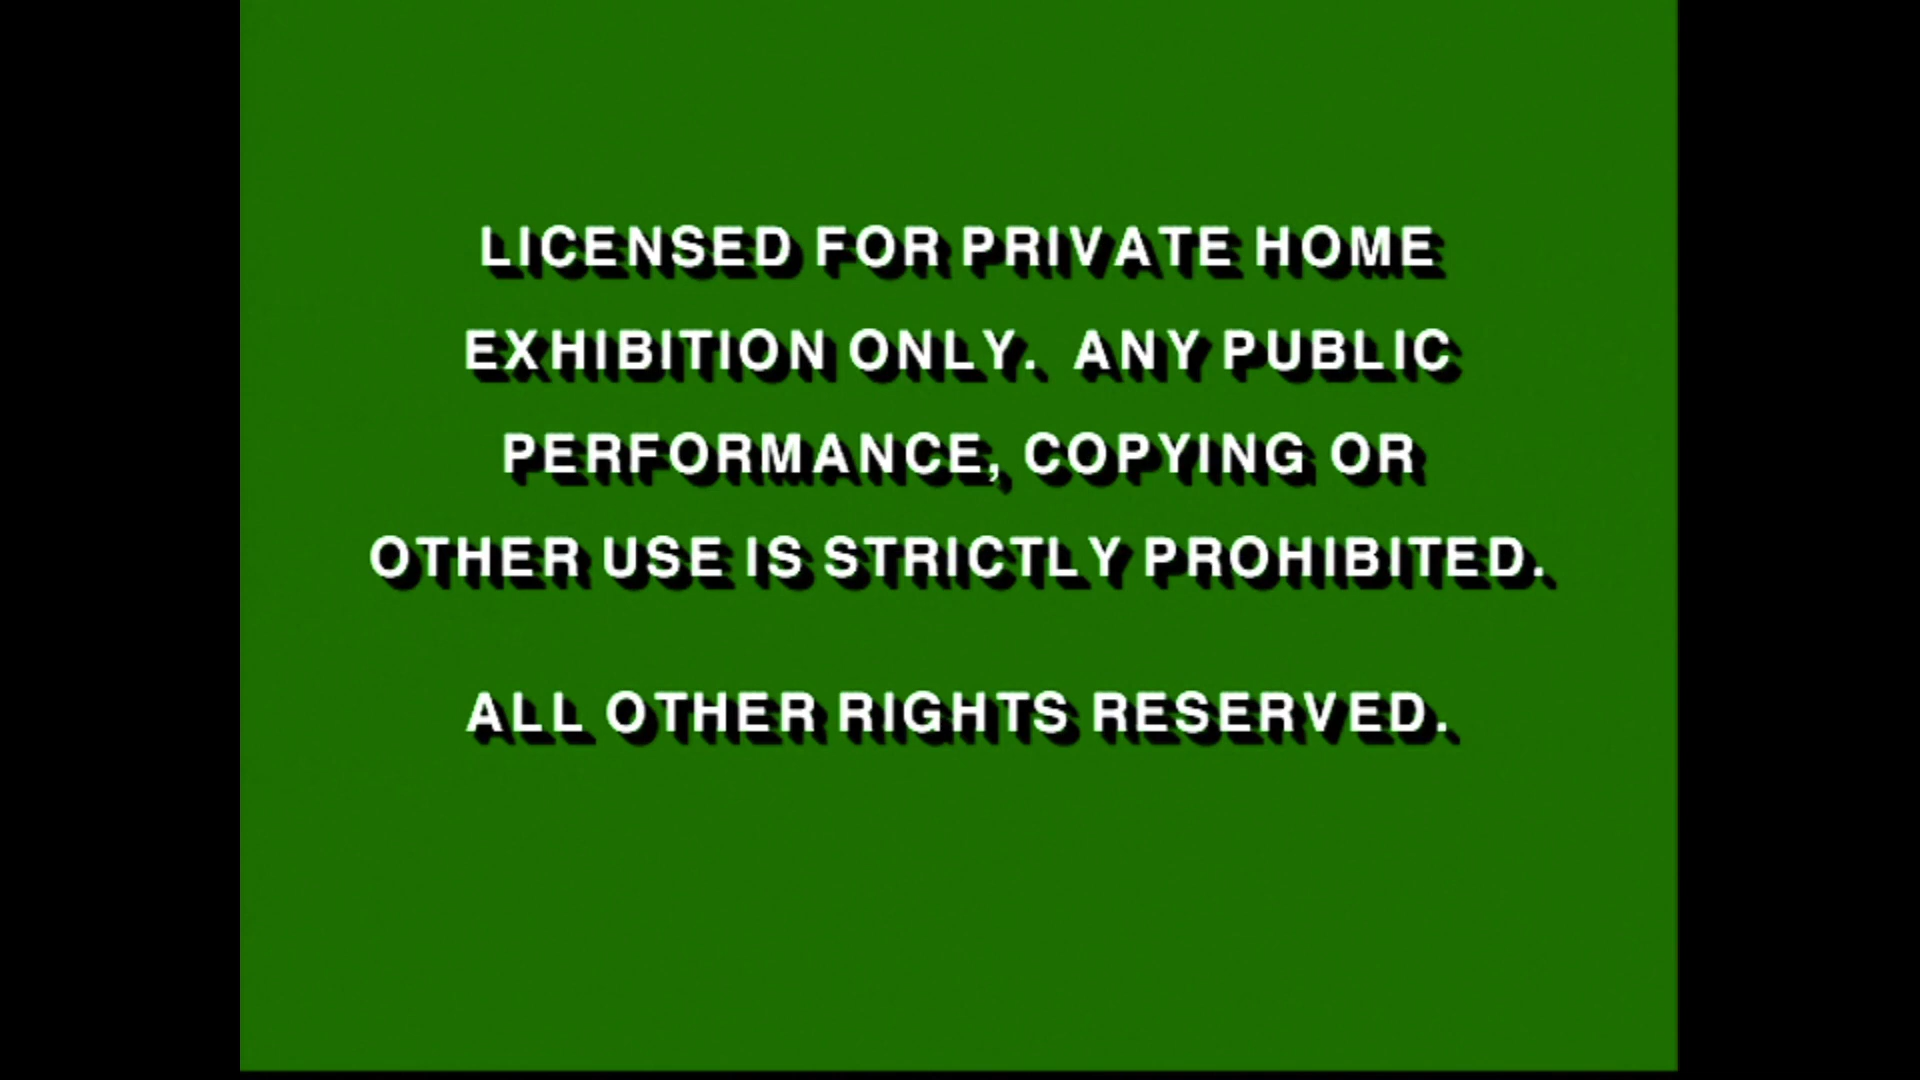 LICENSED FOR PRIVATE HOME
EXHIBITION ONLY. ANY PUBLIC
PERFORMANCE, COPYING OR
OTHER USE IS STRICTLY PROHIBITED.
ALL OTHER RIGHTS RESERVED.